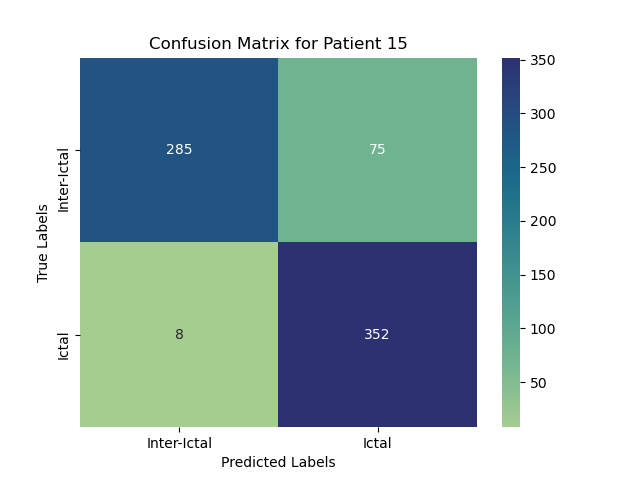 Confusion Matrix for Patient 15
True Labels
Inter-Ictal
285
75
Ictal
8
352
Inter-Ictal
Ictal
Predicted Labels
350
300
250
200
150
100
50